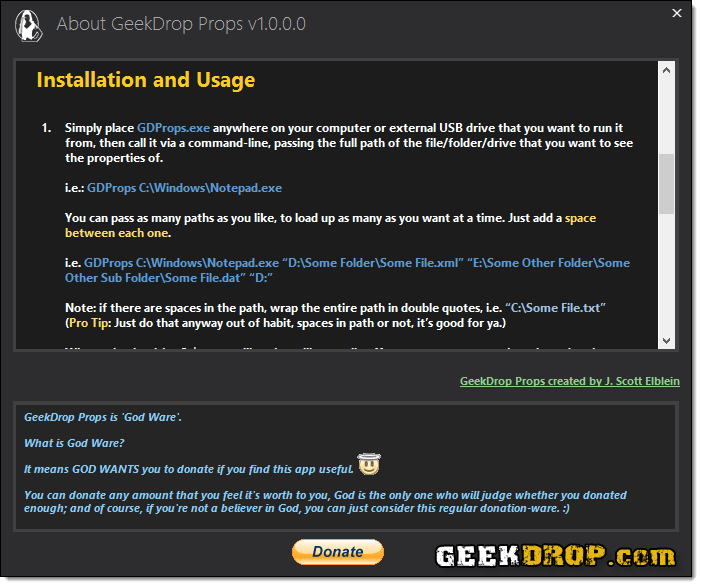 About GeekDrop Props v1.0.0.0
Installation and Usage
1. Simply place GDProps.exe anywhere on your computer or external USB drive that you want to run it
from, then call it via a command-line, passing the full path of the file/folder/drive that you want to see
the properties of.
i.e.: GDProps C:\Windows\Notepad.exe
You can pass as many paths as you like, to load up as many as you want at a time. Just add a space
between each one.
i.e. GDProps C:\Windows\Notepad.exe “D:\Some Folder\Some File.xml” “E:\Some Other Folder\Some
Other Sub Folder\Some File.dat” “D:”
Note: if there are spaces in the path, wrap the entire path in double quotes, i.e. “C:\Some File.txt”
(Pro Tip: Just do that anyway out of habit, spaces in path or not, it’s good for ya.)
GeekDrop Props created by J. Scott Elblein
GeekDrop Props is 'God Ware'.
What is God Ware?
It means GOD WANTS you to donate if you find this app useful.
You can donate any amount that you feel it's worth to you, God is the only one who will judge whether you donated
enough; and of course, if you're not a believer in God, you can just consider this regular donation-ware. :)
Donate
GEEKDROP.com